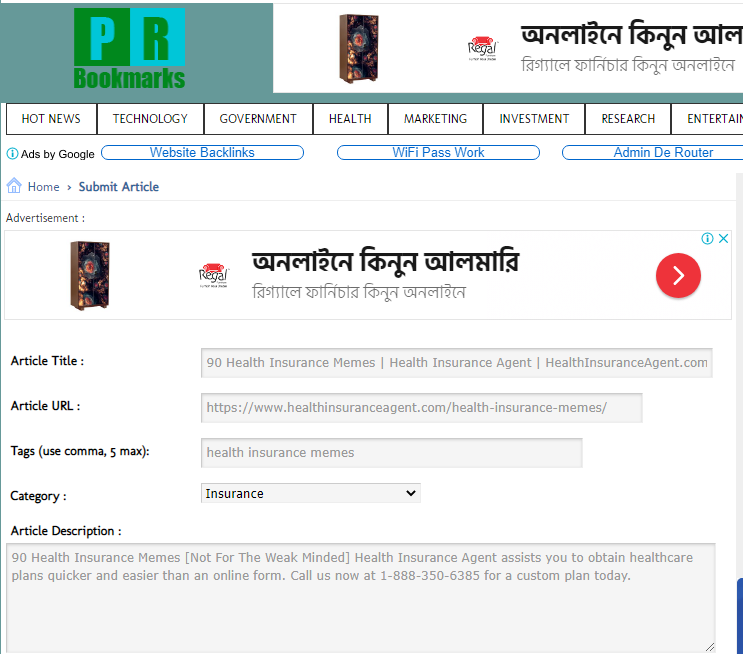 PR
Bookmarks
Regal
অনলাইনে কিনুন আল
রিগ্যালে ফার্নিচার কিনুন অনলাইনে
HOT NEWS TECHNOLOGY GOVERNMENT HEALTH MARKETING INVESTMENT RESEARCH ENTERTAIN
Ads by Google Website Backlinks WiFi Pass Work Admin De Router
Home › Submit Article
Advertisement :
Regal
অনলাইনে কিনুন আলমারি
রিগ্যালে ফার্নিচার কিনুন অনলাইনে
Article Title : 90 Health Insurance Memes | Health Insurance Agent | HealthInsuranceAgent.com
Article URL : https://www.healthinsuranceagent.com/health-insurance-memes/
Tags (use comma, 5 max): health insurance memes
Category : Insurance
Article Description :
90 Health Insurance Memes [Not For The Weak Minded] Health Insurance Agent assists you to obtain healthcare
plans quicker and easier than an online form. Call us now at 1-888-350-6385 for a custom plan today.